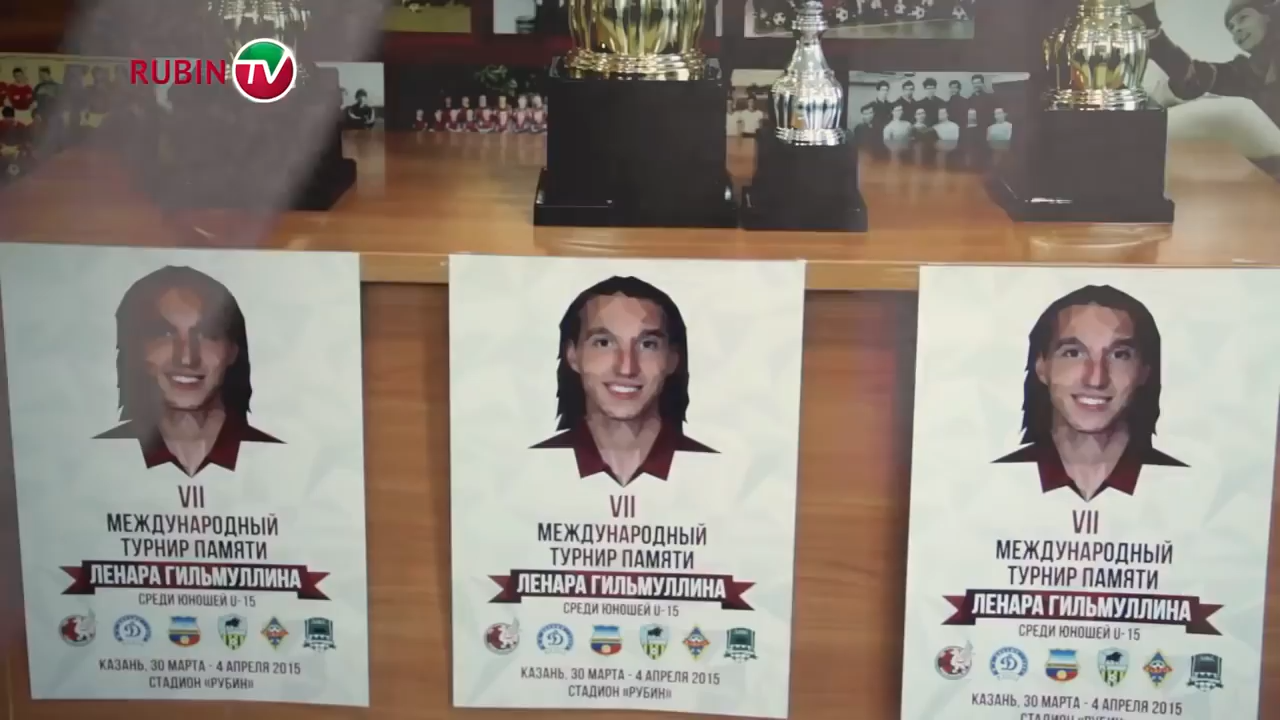 RUBIN TV
VII
МЕЖДУНАРОДНЫЙ
ТУРНИР ПАМЯТИ
ЛЕНАРА ГИЛЬМУЛЛИНА
СРЕДИ ЮНОШЕЙ U-15
КАЗАНЬ, 30 МАРТА - 4 АПРЕЛЯ 2015
СТАДИОН «РУБИН»
VII
МЕЖДУНАРОДНЫЙ
ТУРНИР ПАМЯТИ
ЛЕНАРА ГИЛЬМУЛЛИНА
СРЕДИ ЮНОШЕЙ U-15
КАЗАНЬ, 30 МАРТА - 4 АПРЕЛЯ 2015
СТАДИОН «РУБИН»
VII
МЕЖДУНАРОДНЫЙ
ТУРНИР ПАМЯТИ
ЛЕНАРА ГИЛЬМУЛЛИНА
СРЕДИ ЮНОШЕЙ U-15
КАЗАНЬ, 30 МАРТА - 4 АПРЕЛЯ 2015
СТАДИОН «РУБИН»